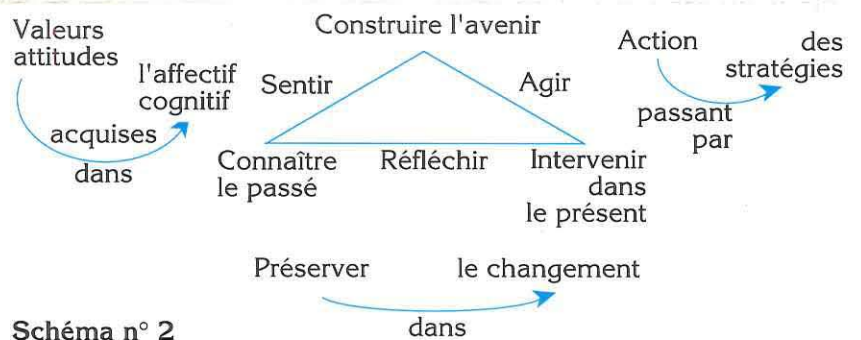 Valeurs
attitudes
acquises
dans
l'affectif
cognitif
Construire l'avenir
Sentir
Agir
Connaître
le passé
Réfléchir
Intervenir
dans
le présent
Action
passant
par
des
stratégies
Préserver
dans
le changement
Schéma n° 2